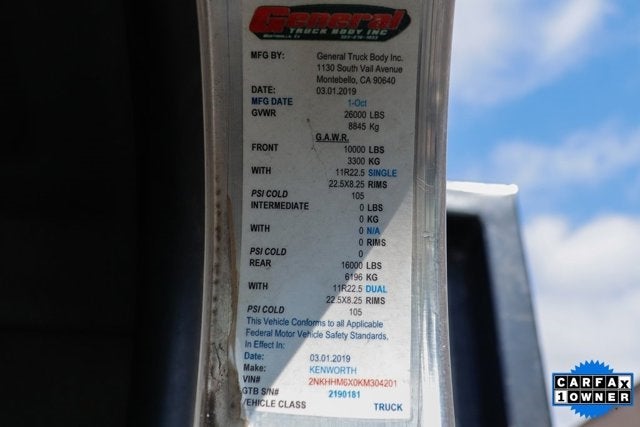 General
TRUCK BODY INC
MFG BY: General Truck Body Inc.
1130 South Vail Avenue
Montebello, CA 90640
DATE: 03.01.2019
MFG DATE 1-Oct
GVWR 26000 LBS
8845 Kg
G.A.W.R.
FRONT 10000 LBS
3300 KG
WITH 11R22.5 SINGLE
22.5X8.25 RIMS
PSI COLD 105
INTERMEDIATE 0 LBS
0 KG
WITH 0 N/A
0 RIMS
PSI COLD 0
REAR 16000 LBS
6196 KG
WITH 11R22.5 DUAL
22.5X8.25 RIMS
PSI COLD 105
This Vehicle Conforms to all Applicable
Federal Motor Vehicle Safety Standards,
In Effect In:
Date: 03.01.2019
Make: KENWORTH
VIN# 2NKHHM6X0KM304201
GTB S/N# 2190181
VEHICLE CLASS TRUCK
CARFAX
1 OWNER